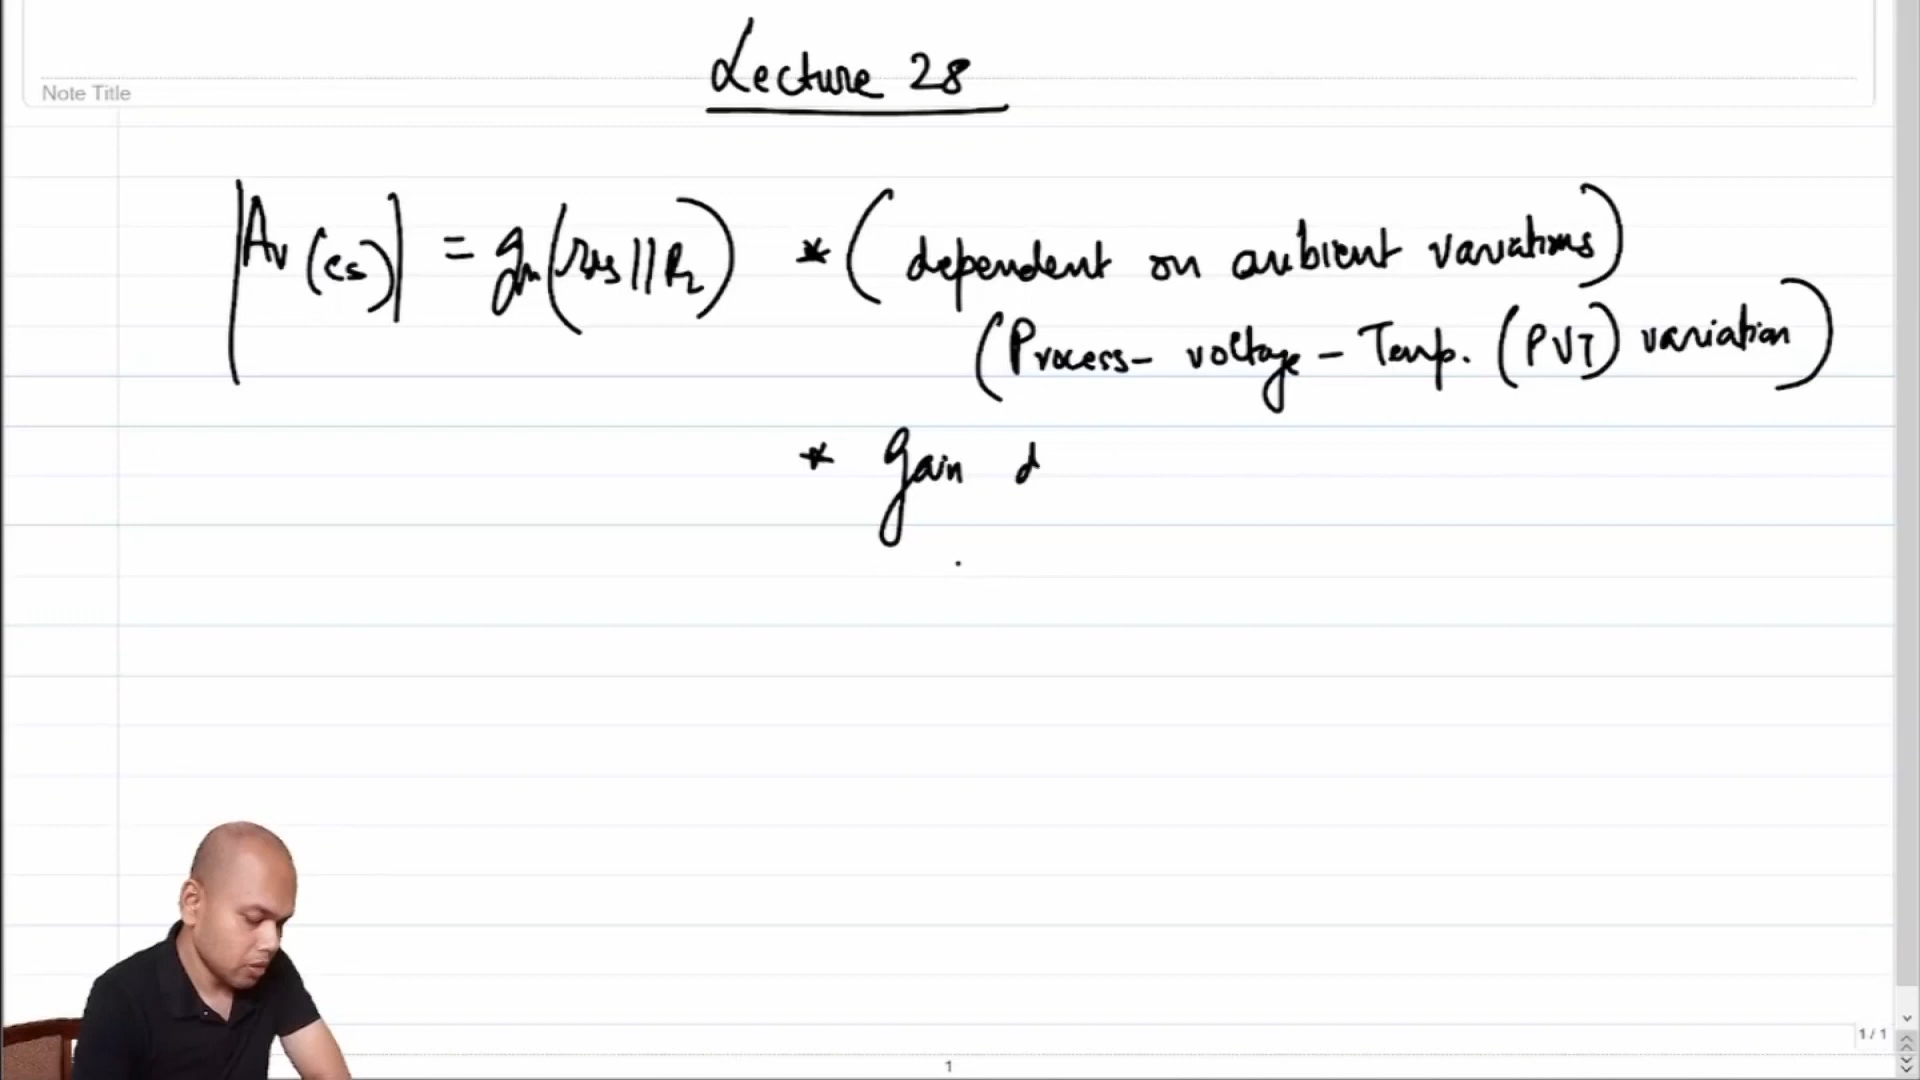 Lecture 28
Note Title
|Av (cs)| = gm(rds||RL) * (dependent on ambient variations)
(Process- voltage - Temp. (PVT) variation)
* gain d
1 / 1
1